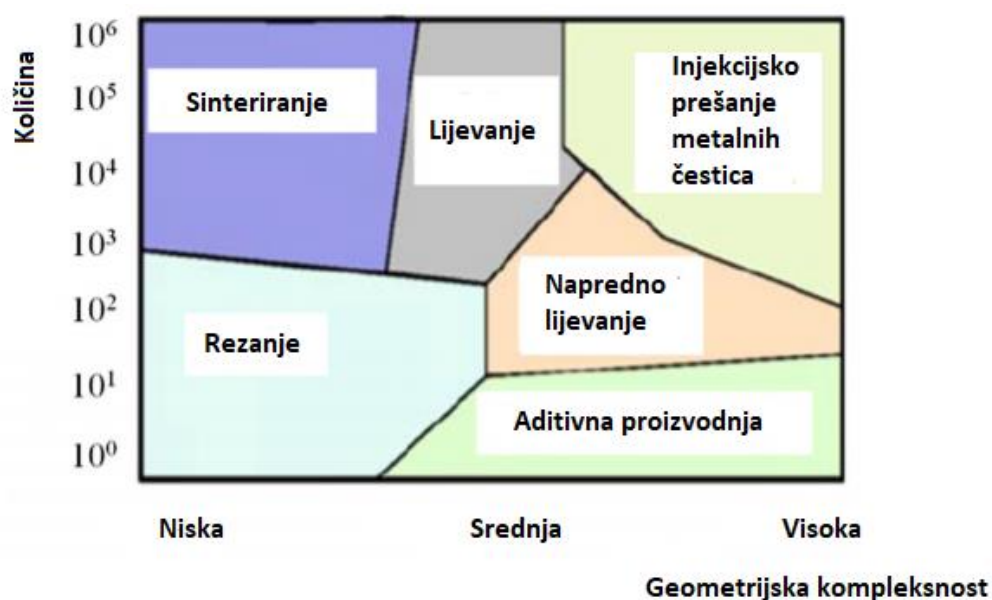 Količina
10⁶
10⁵
10⁴
10³
10²
10¹
10⁰
Sinteriranje
Lijevanje
Injekcijsko
prešanje
metalnih
čestica
Rezanje
Napredno
lijevanje
Aditivna proizvodnja
Niska
Srednja
Visoka
Geometrijska kompleksnost